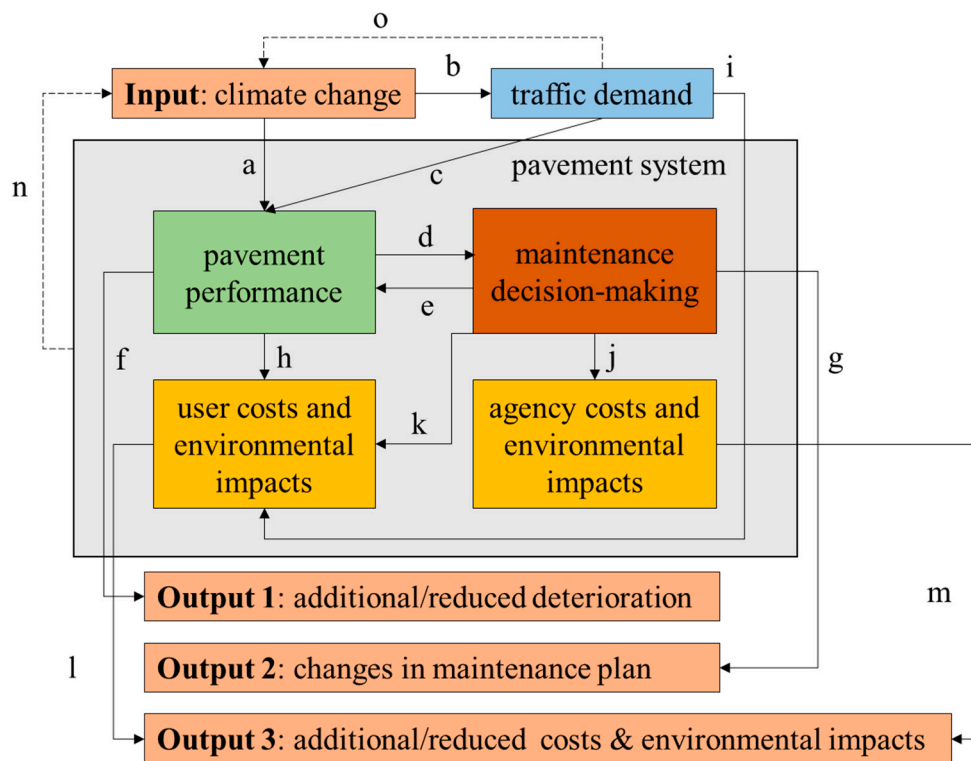 o
b
i
Input: climate change
traffic demand
a
c
pavement system
n
pavement
performance
d
e
maintenance
decision-making
f
h
j
g
user costs and
environmental
impacts
k
agency costs and
environmental
impacts
Output 1: additional/reduced deterioration
m
l
Output 2: changes in maintenance plan
Output 3: additional/reduced costs & environmental impacts